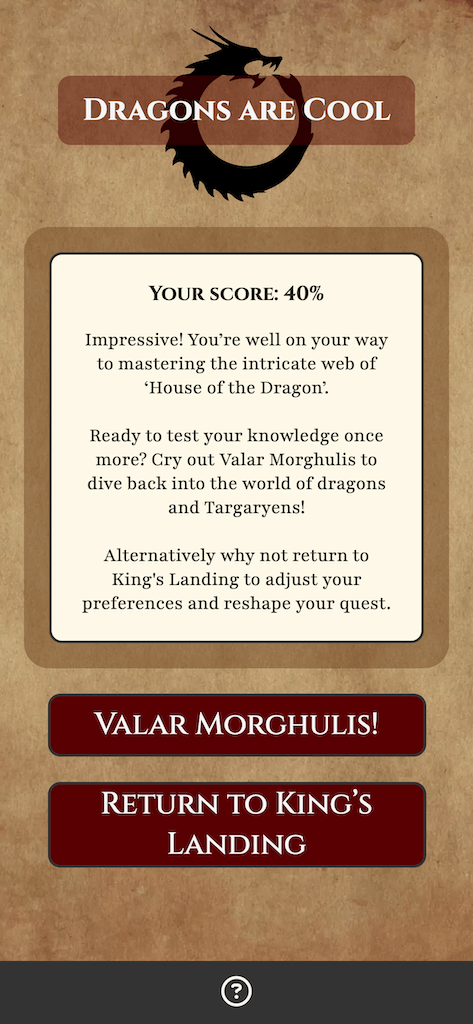 Dragons are Cool
Your score: 40%
Impressive! You’re well on your way
to mastering the intricate web of
‘House of the Dragon’.
Ready to test your knowledge once
more? Cry out Valar Morghulis to
dive back into the world of dragons
and Targaryens!
Alternatively why not return to
King's Landing to adjust your
preferences and reshape your quest.
Valar Morghulis!
Return to King’s
Landing
?